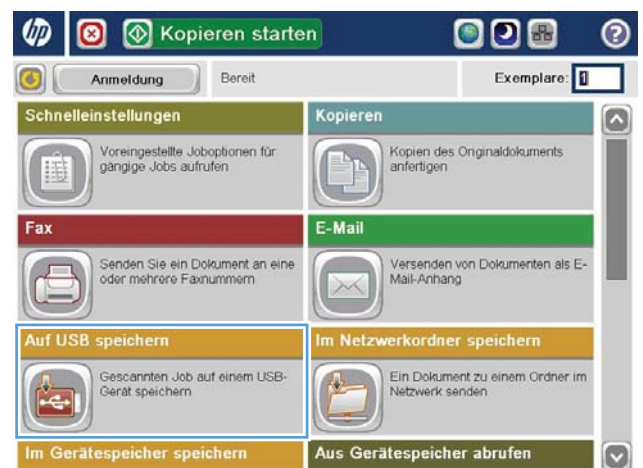 hp
Kopieren starten
?
Anmeldung
Bereit
Exemplare: 1
Schnelleinstellungen
Voreingestellte Joboptionen für
gängige Jobs aufrufen
Kopieren
Kopien des Originaldokuments
anfertigen
Fax
Senden Sie ein Dokument an eine
oder mehrere Faxnummern
E-Mail
Versenden von Dokumenten als E-
Mail-Anhang
Auf USB speichern
Gescannten Job auf einem USB-
Gerät speichern
Im Netzwerkordner speichern
Ein Dokument zu einem Ordner im
Netzwerk senden
Im Gerätespeicher speichern
Aus Gerätespeicher abrufen